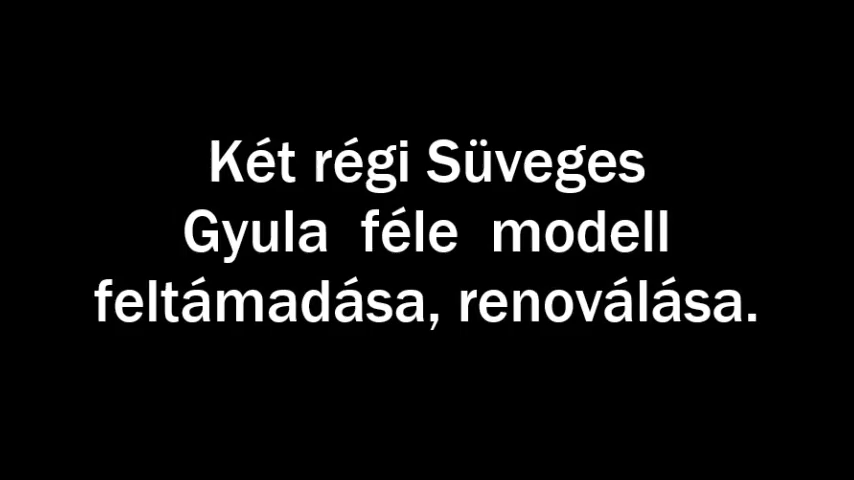 Két régi Süveges
Gyula féle modell
feltámadása, renoválása.